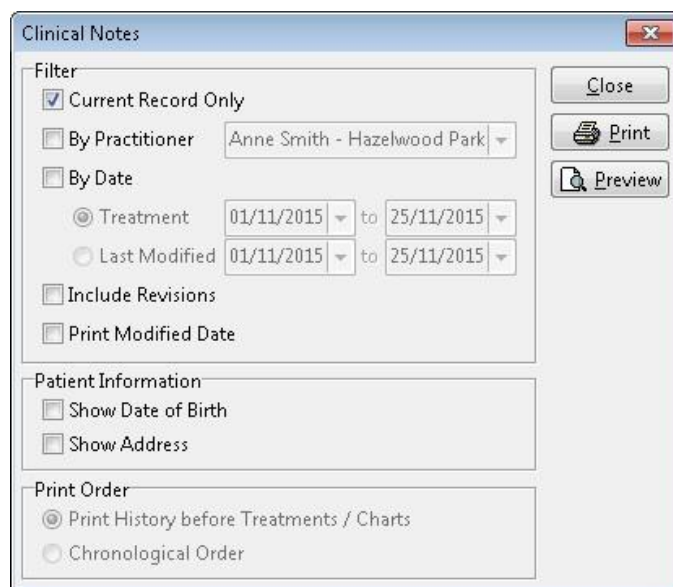 Clinical Notes
Filter
Current Record Only
By Practitioner Anne Smith - Hazelwood Park
By Date
Treatment 01/11/2015 to 25/11/2015
Last Modified 01/11/2015 to 25/11/2015
Include Revisions
Print Modified Date
Patient Information
Show Date of Birth
Show Address
Print Order
Print History before Treatments / Charts
Chronological Order
Close
Print
Preview